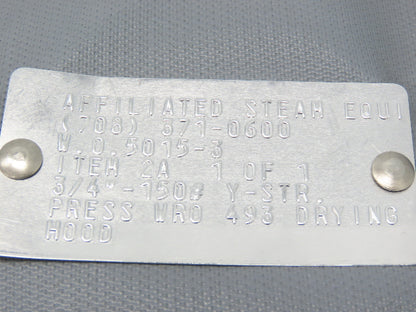 AFFILIATED STEAM EQUI
(708) 371-0600
W.O.5015-3
ITEM 2A 1 OF 1
3/4"-150# Y-STR.
PRESS WRO 493 DRYING
HOOD